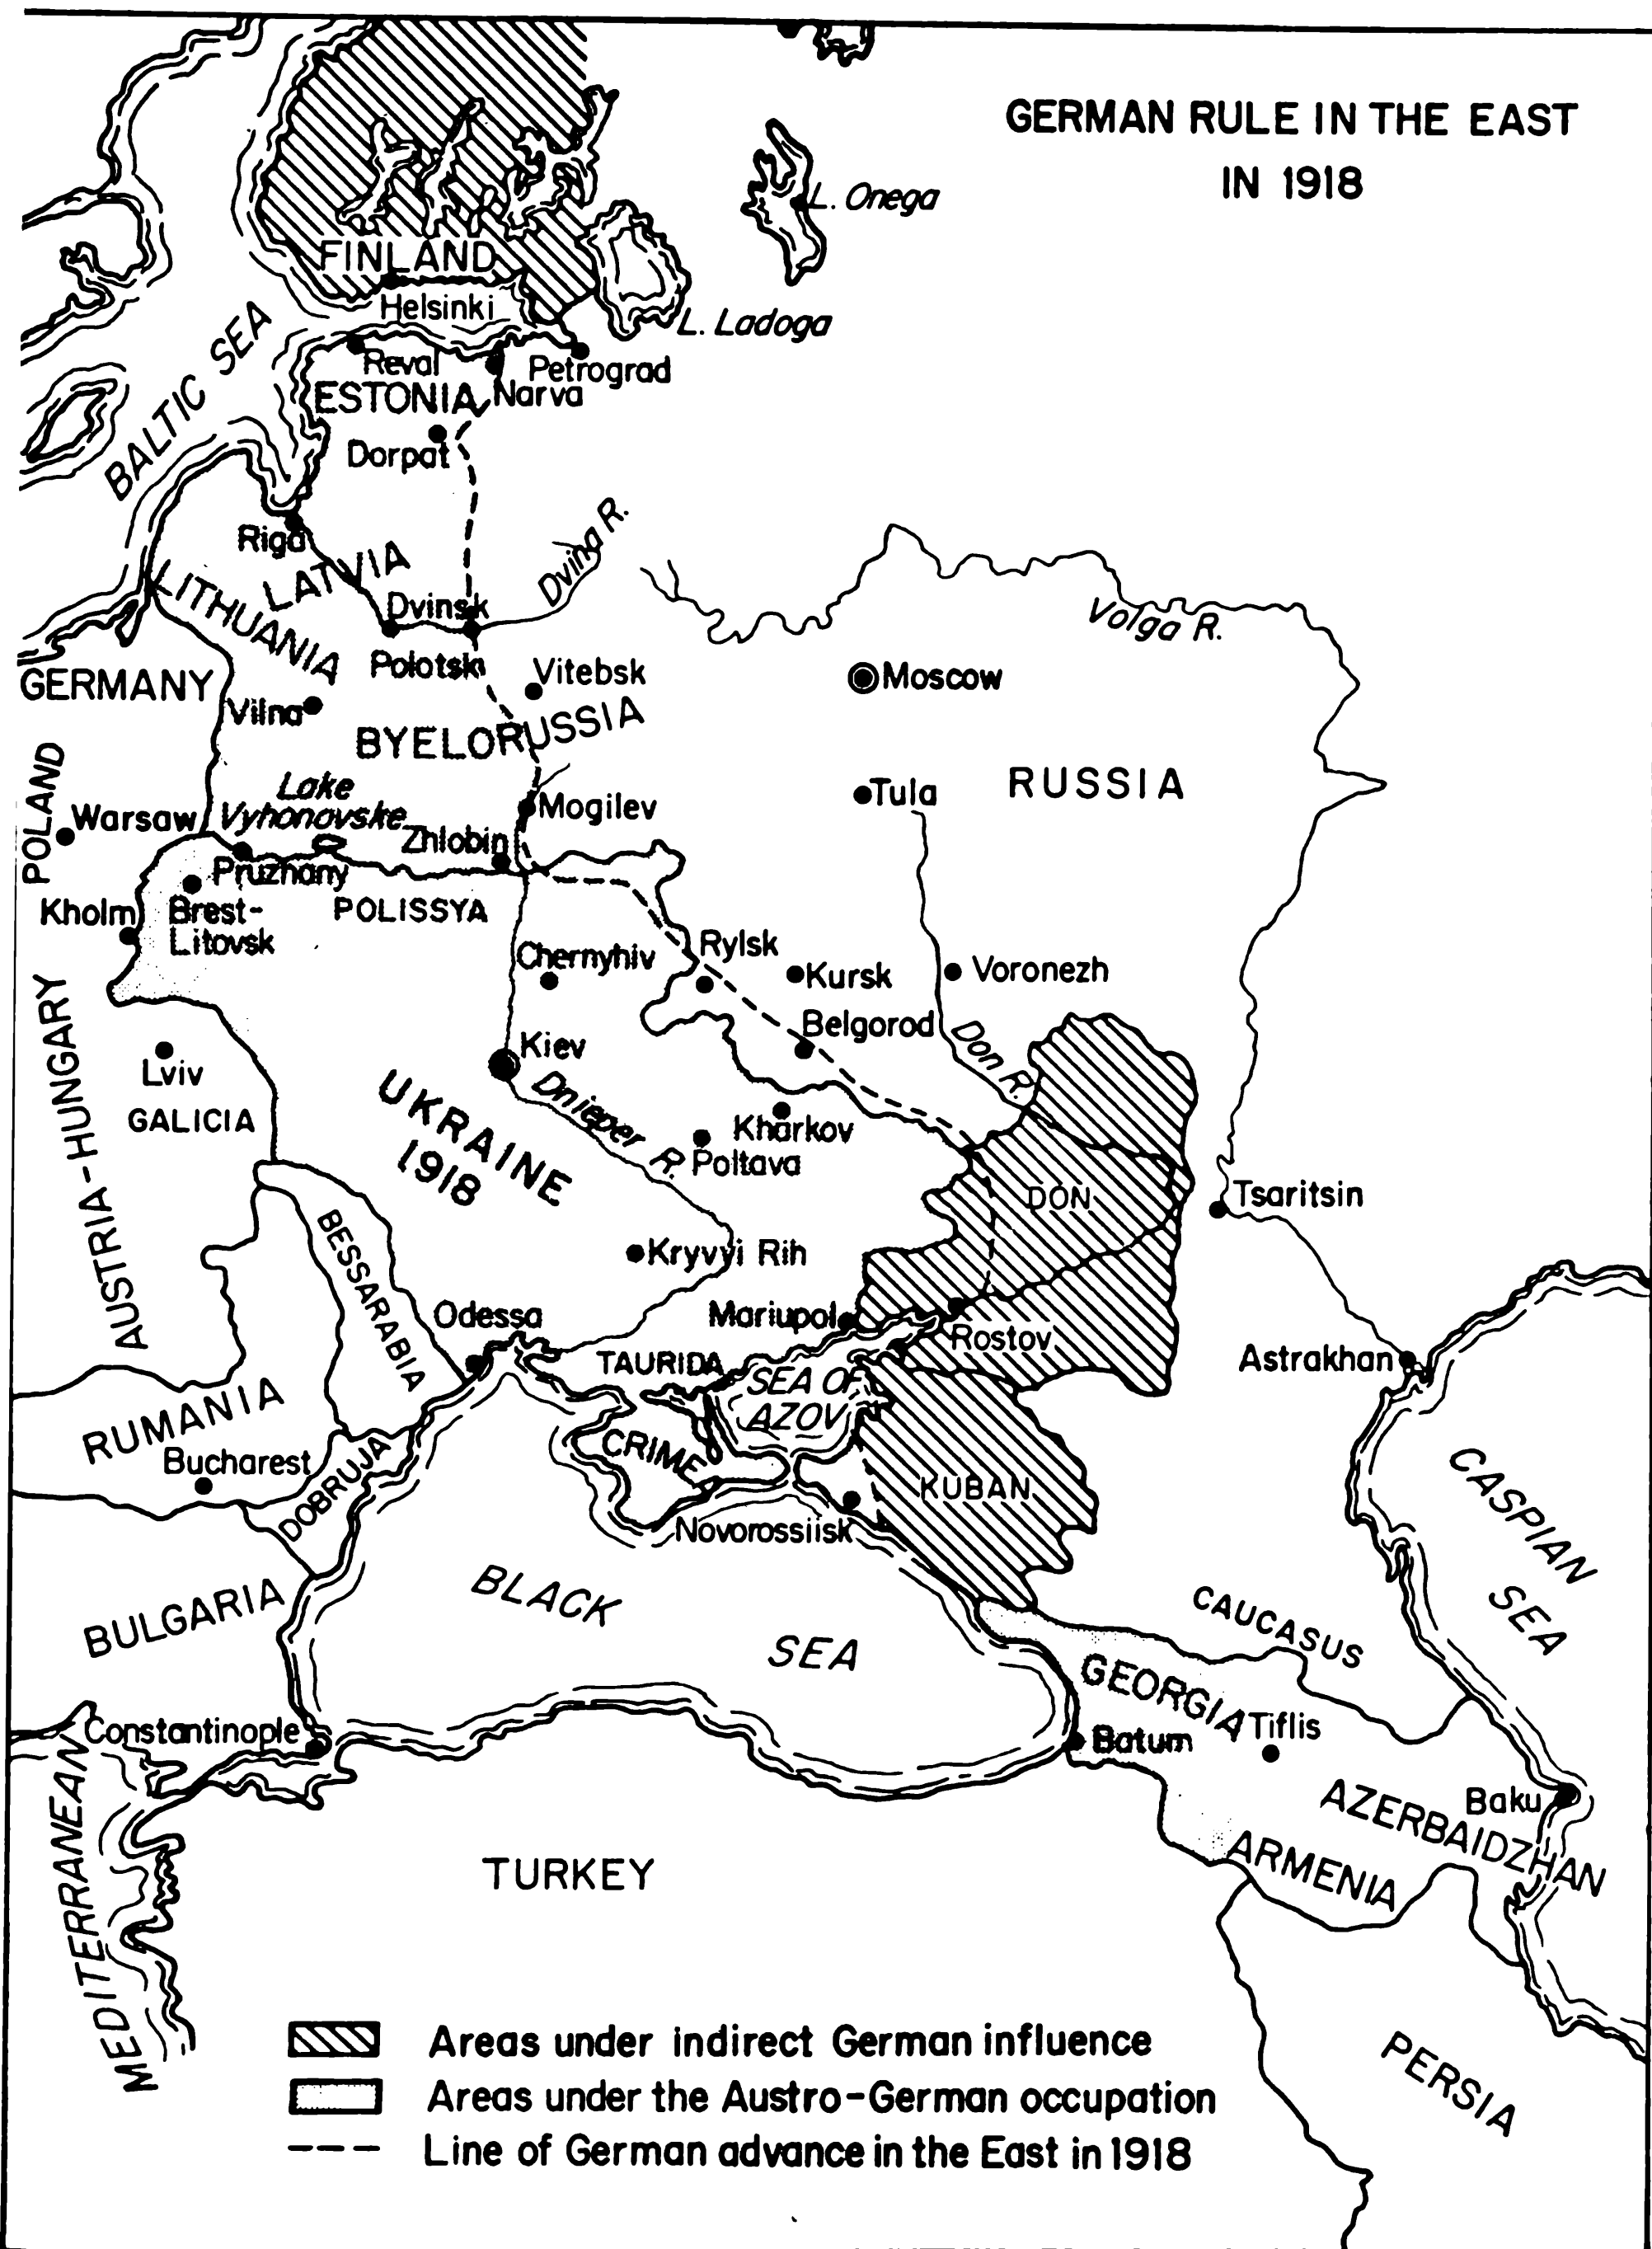 GERMAN RULE IN THE EAST
IN 1918
L. Onega
FINLAND
Helsinki
L. Ladoga
BALTIC SEA
Reval
Petrograd
ESTONIA
Narva
Dorpat
Riga
LATVIA
Dvina R.
LITHUANIA
Dvinsk
Volga R.
Polotsk
Vitebsk
Moscow
GERMANY
Vilna
BYELORUSSIA
POLAND
Lake
Vyhonovske
Mogilev
Tula
RUSSIA
Warsaw
Zhlobin
Pruzhany
Kholm
Brest-
Litovsk
POLISSYA
Chernyhiv
Rylsk
Kursk
Voronezh
Belgorod
Don R.
AUSTRIA-HUNGARY
Lviv
GALICIA
Kiev
Dnieper R.
UKRAINE
1918
Kharkov
Poltava
DON
Tsaritsin
BESSARABIA
Kryvyi Rih
Odessa
Mariupol
Rostov
TAURIDA
SEA OF
AZOV
Astrakhan
RUMANIA
Bucharest
DOBRUJA
CRIMEA
KUBAN
Novorossiisk
CASPIAN
SEA
BULGARIA
BLACK
SEA
CAUCASUS
GEORGIA
Tiflis
Constantinople
Batum
MEDITERRANEAN
Baku
AZERBAIDZHAN
ARMENIA
TURKEY
PERSIA
Areas under indirect German influence
Areas under the Austro-German occupation
Line of German advance in the East in 1918